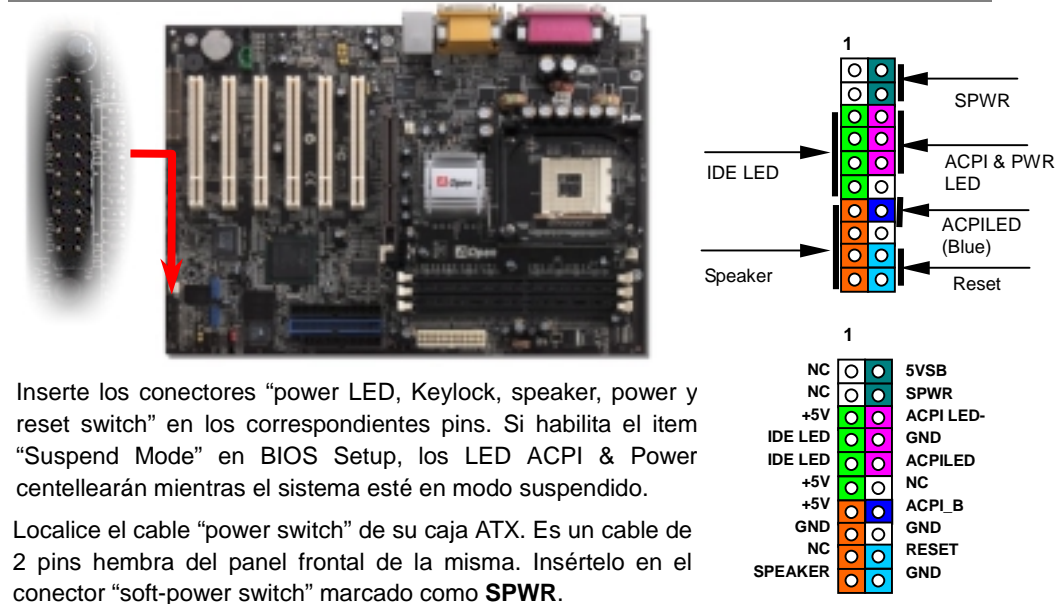 1
SPWR
IDE LED
ACPI & PWR
LED
ACPILED
(Blue)
Speaker
Reset
Inserte los conectores “power LED, Keylock, speaker, power y
reset switch” en los correspondientes pins. Si habilita el item
“Suspend Mode” en BIOS Setup, los LED ACPI & Power
centellearán mientras el sistema esté en modo suspendido.
Localice el cable “power switch” de su caja ATX. Es un cable de
2 pins hembra del panel frontal de la misma. Insértelo en el
conector “soft-power switch” marcado como SPWR.
1
NC 5VSB
NC SPWR
+5V ACPI LED-
IDE LED GND
IDE LED ACPILED
+5V NC
+5V ACPI_B
GND GND
NC RESET
SPEAKER GND